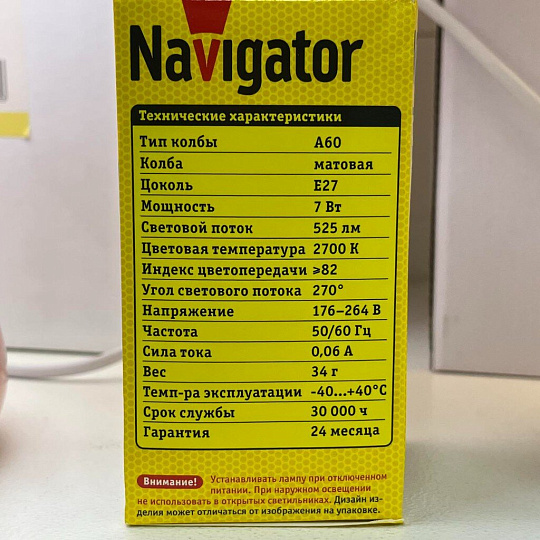 Navigator
Технические характеристики
Тип колбы A60
Колба матовая
Цоколь E27
Мощность 7 Вт
Световой поток 525 лм
Цветовая температура 2700 К
Индекс цветопередачи ≥82
Угол светового потока 270°
Напряжение 176–264 В
Частота 50/60 Гц
Сила тока 0,06 А
Вес 34 г
Темп-ра эксплуатации -40...+40°C
Срок службы 30 000 ч
Гарантия 24 месяца
Внимание! Устанавливать лампу при отключенном
питании. При наружном освещении
не использовать в открытых светильниках. Дизайн из-
делия может отличаться от изображения на упаковке.